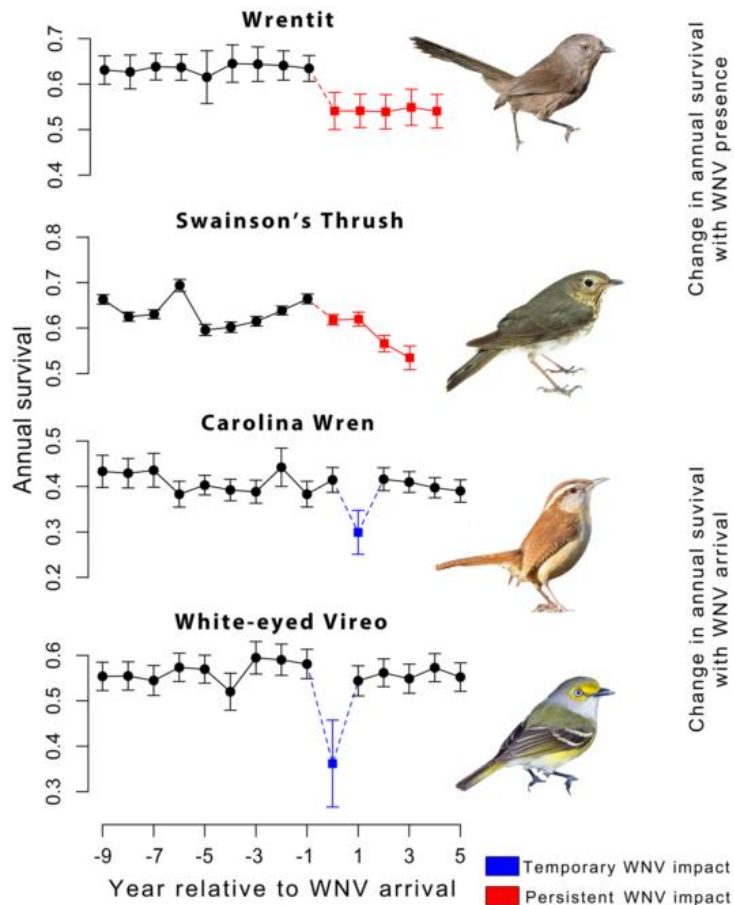 Wrentit
0.7
0.6
0.5
0.4
Swainson's Thrush
0.8
0.7
0.6
0.5
Carolina Wren
0.5
0.4
0.3
0.2
White-eyed Vireo
0.6
0.5
0.4
0.3
Annual survival
-9 -7 -5 -3 -1 1 3 5
Year relative to WNV arrival
Change in annual survival
with WNV presence
Change in annual suvival
with WNV arrival
Temporary WNV impact
Persistent WNV impact